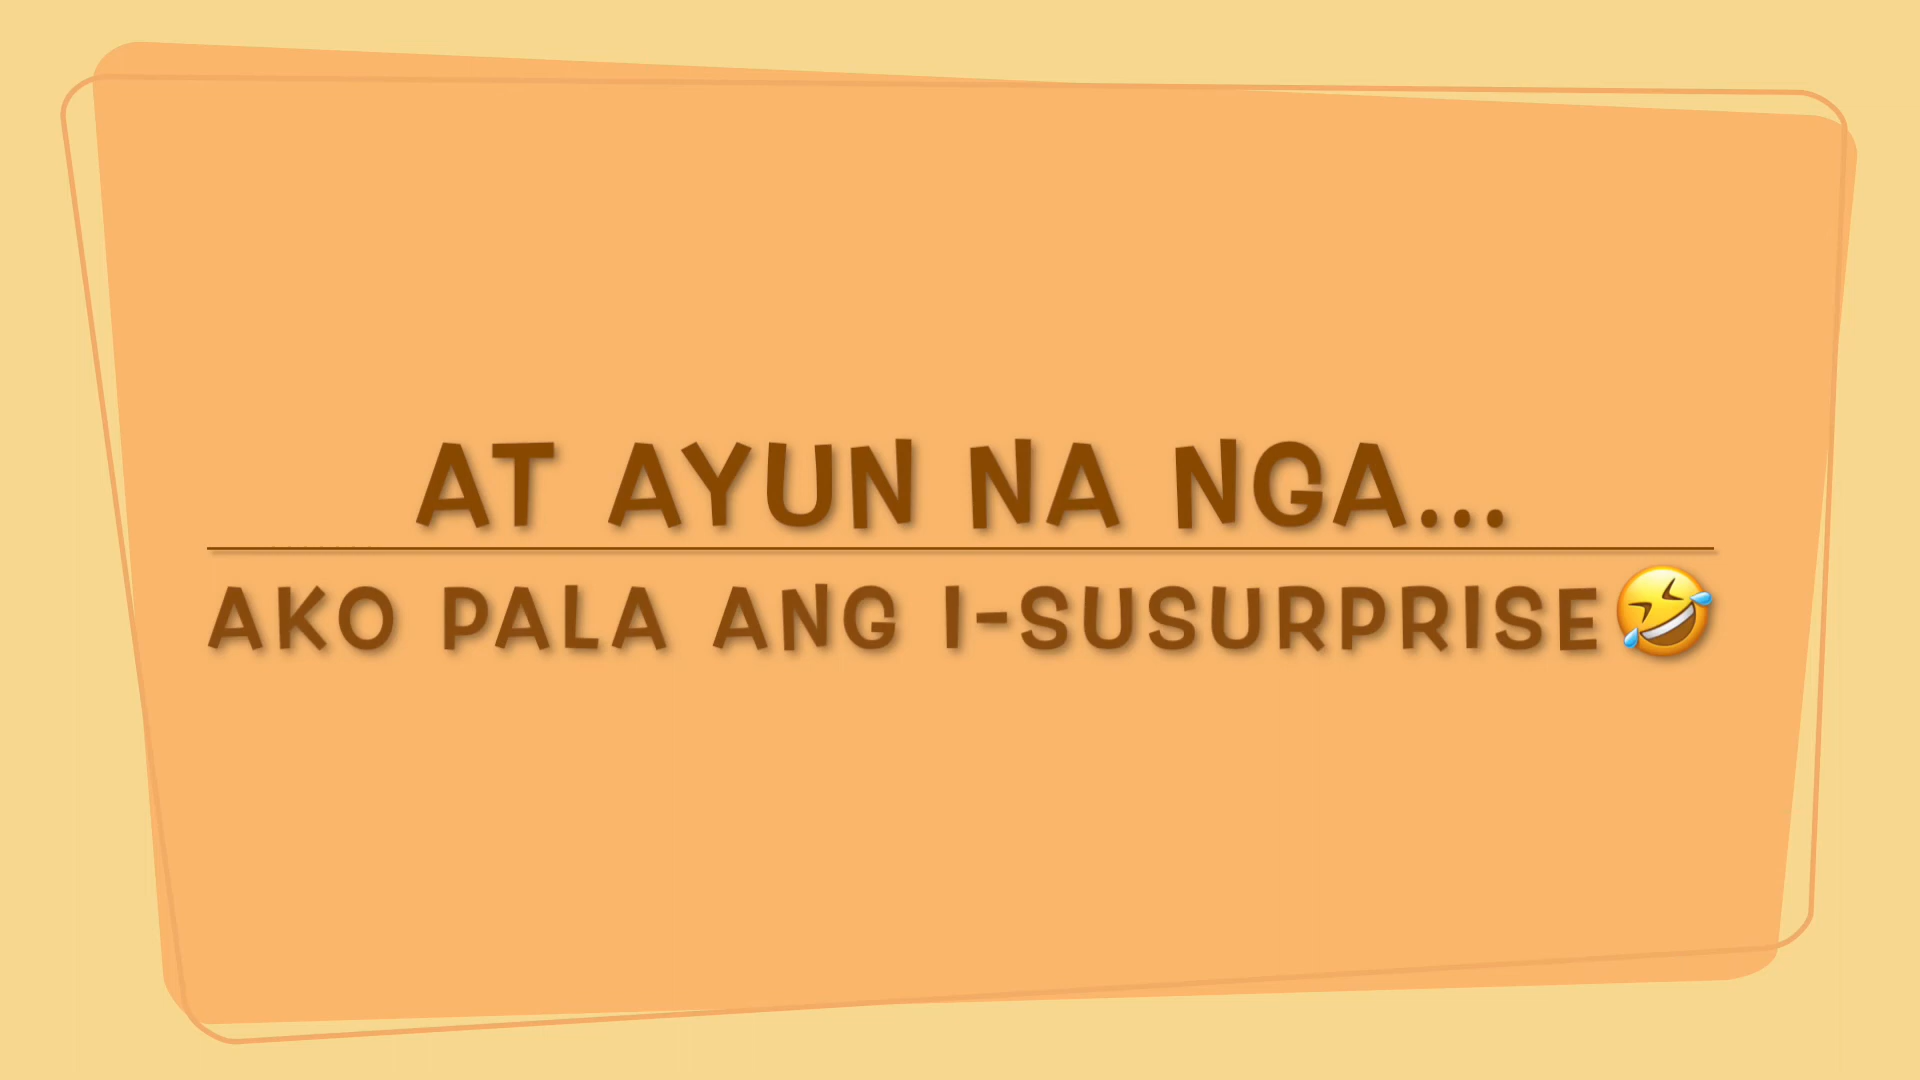 AT AYUN NA NGA...
AKO PALA ANG I-SUSURPRISE🤣